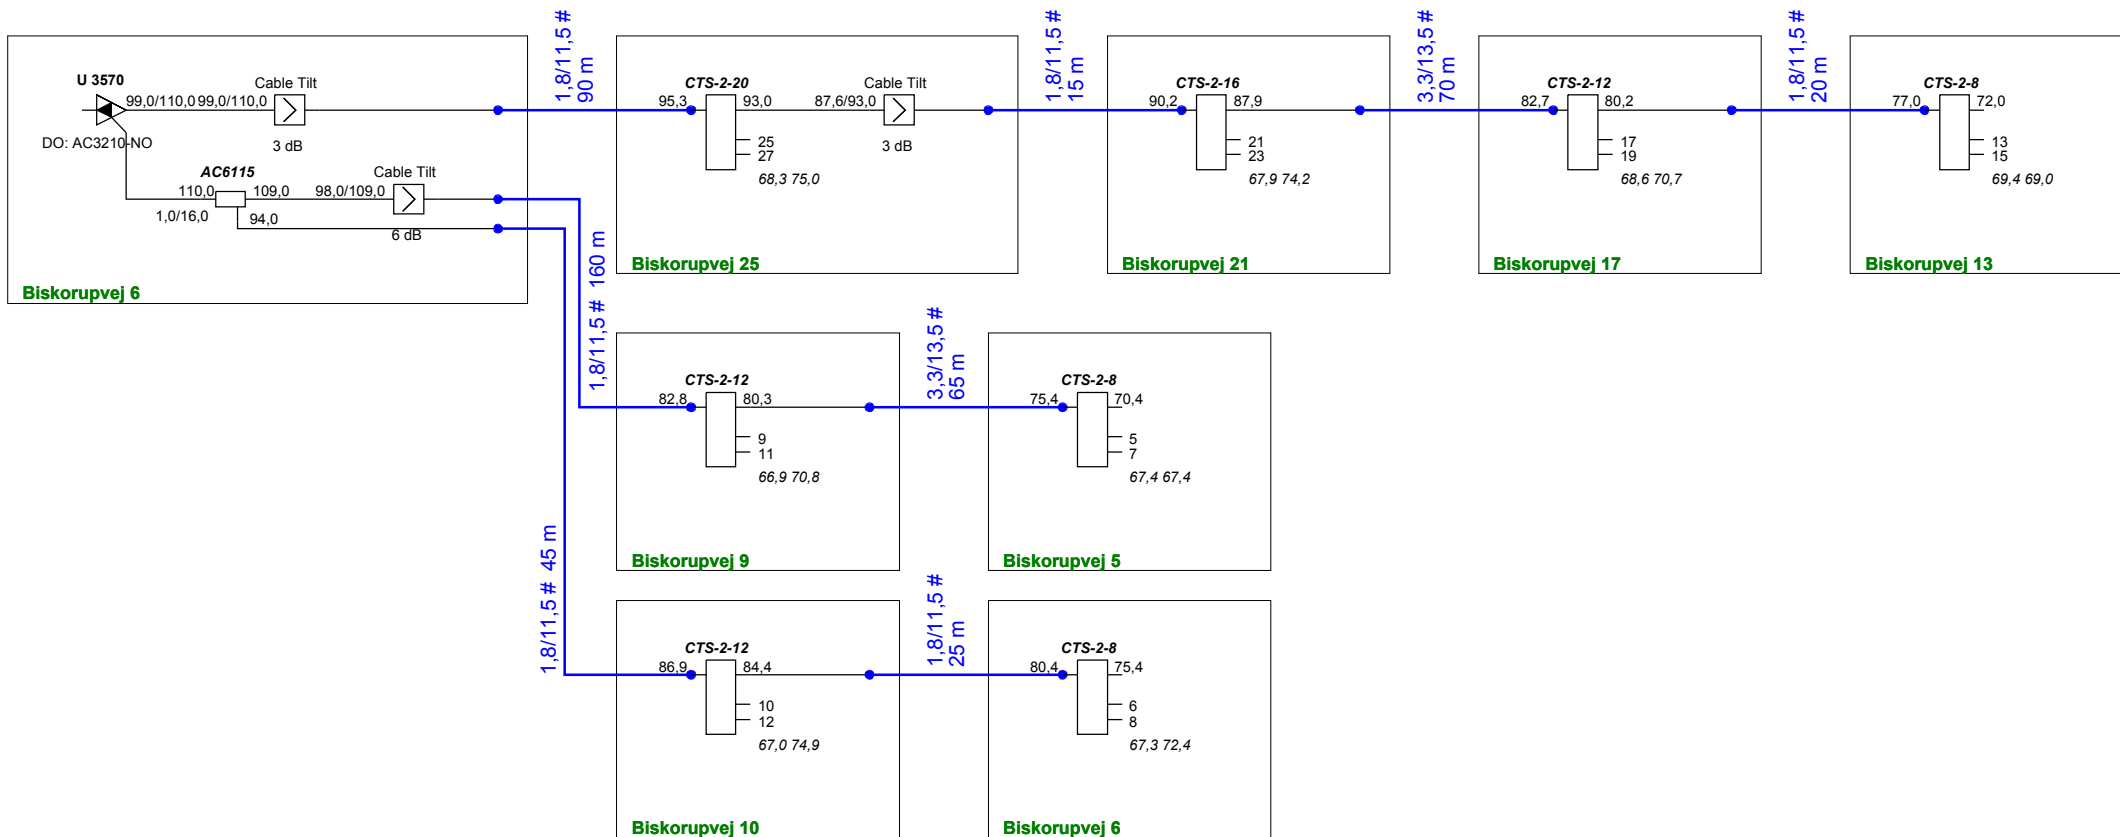 U 3570
99,0/110,0 99,0/110,0
Cable Tilt
3 dB
DO: AC3210-NO
AC6115
110,0
109,0
98,0/109,0
Cable Tilt
1,0/16,0
94,0
6 dB
Biskorupvej 6
1,8/11,5 #
90 m
CTS-2-20
95,3
93,0
87,6/93,0
Cable Tilt
3 dB
25
27
68,3 75,0
Biskorupvej 25
1,8/11,5 #
15 m
CTS-2-16
90,2
87,9
21
23
67,9 74,2
Biskorupvej 21
3,3/13,5 #
70 m
CTS-2-12
82,7
80,2
17
19
68,6 70,7
Biskorupvej 17
1,8/11,5 #
20 m
CTS-2-8
77,0
72,0
13
15
69,4 69,0
Biskorupvej 13
1,8/11,5 # 160 m
CTS-2-12
82,8
80,3
9
11
66,9 70,8
Biskorupvej 9
3,3/13,5 #
65 m
CTS-2-8
75,4
70,4
5
7
67,4 67,4
Biskorupvej 5
1,8/11,5 # 45 m
CTS-2-12
86,9
84,4
10
12
67,0 74,9
Biskorupvej 10
1,8/11,5 #
25 m
CTS-2-8
80,4
75,4
6
8
67,3 72,4
Biskorupvej 6